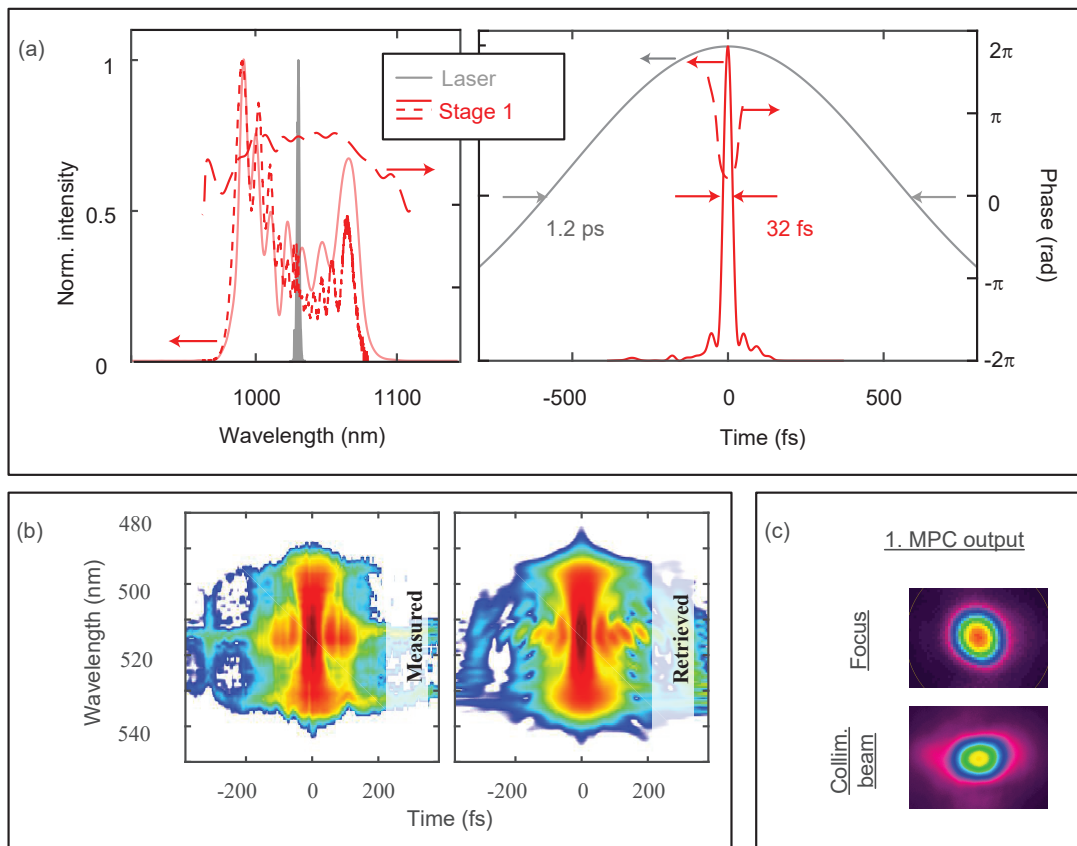 (a)
1
0.5
0
Norm. intensity
1000
1100
Wavelength (nm)
Laser
Stage 1
1.2 ps
32 fs
-500
0
500
Time (fs)
2π
π
0
-π
-2π
Phase (rad)
(b)
480
500
520
540
Wavelength (nm)
Measured
Retrieved
-200
0
200
-200
0
200
Time (fs)
(c)
1. MPC output
Focus
Collim.
beam